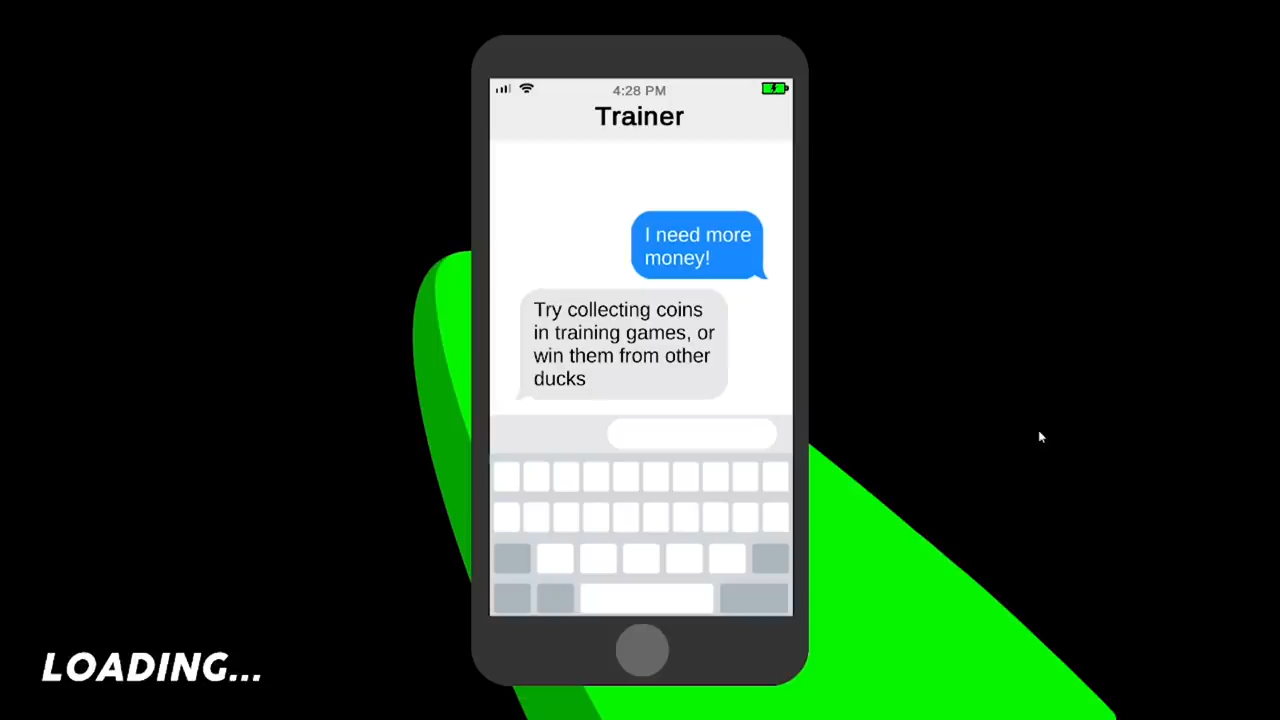 4:28 PM
Trainer
I need more
money!
Try collecting coins
in training games, or
win them from other
ducks
LOADING...